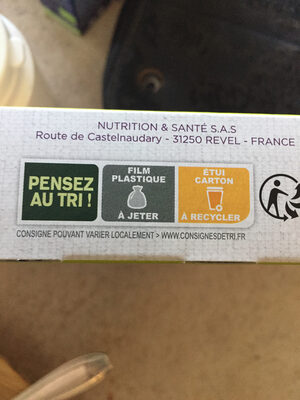 NUTRITION & SANTÉ S.A.S
Route de Castelnaudary - 31250 REVEL - FRANCE
PENSEZ
AU TRI !
FILM
PLASTIQUE
À JETER
ÉTUI
CARTON
À RECYCLER
CONSIGNE POUVANT VARIER LOCALEMENT > WWW.CONSIGNESDETRI.FR